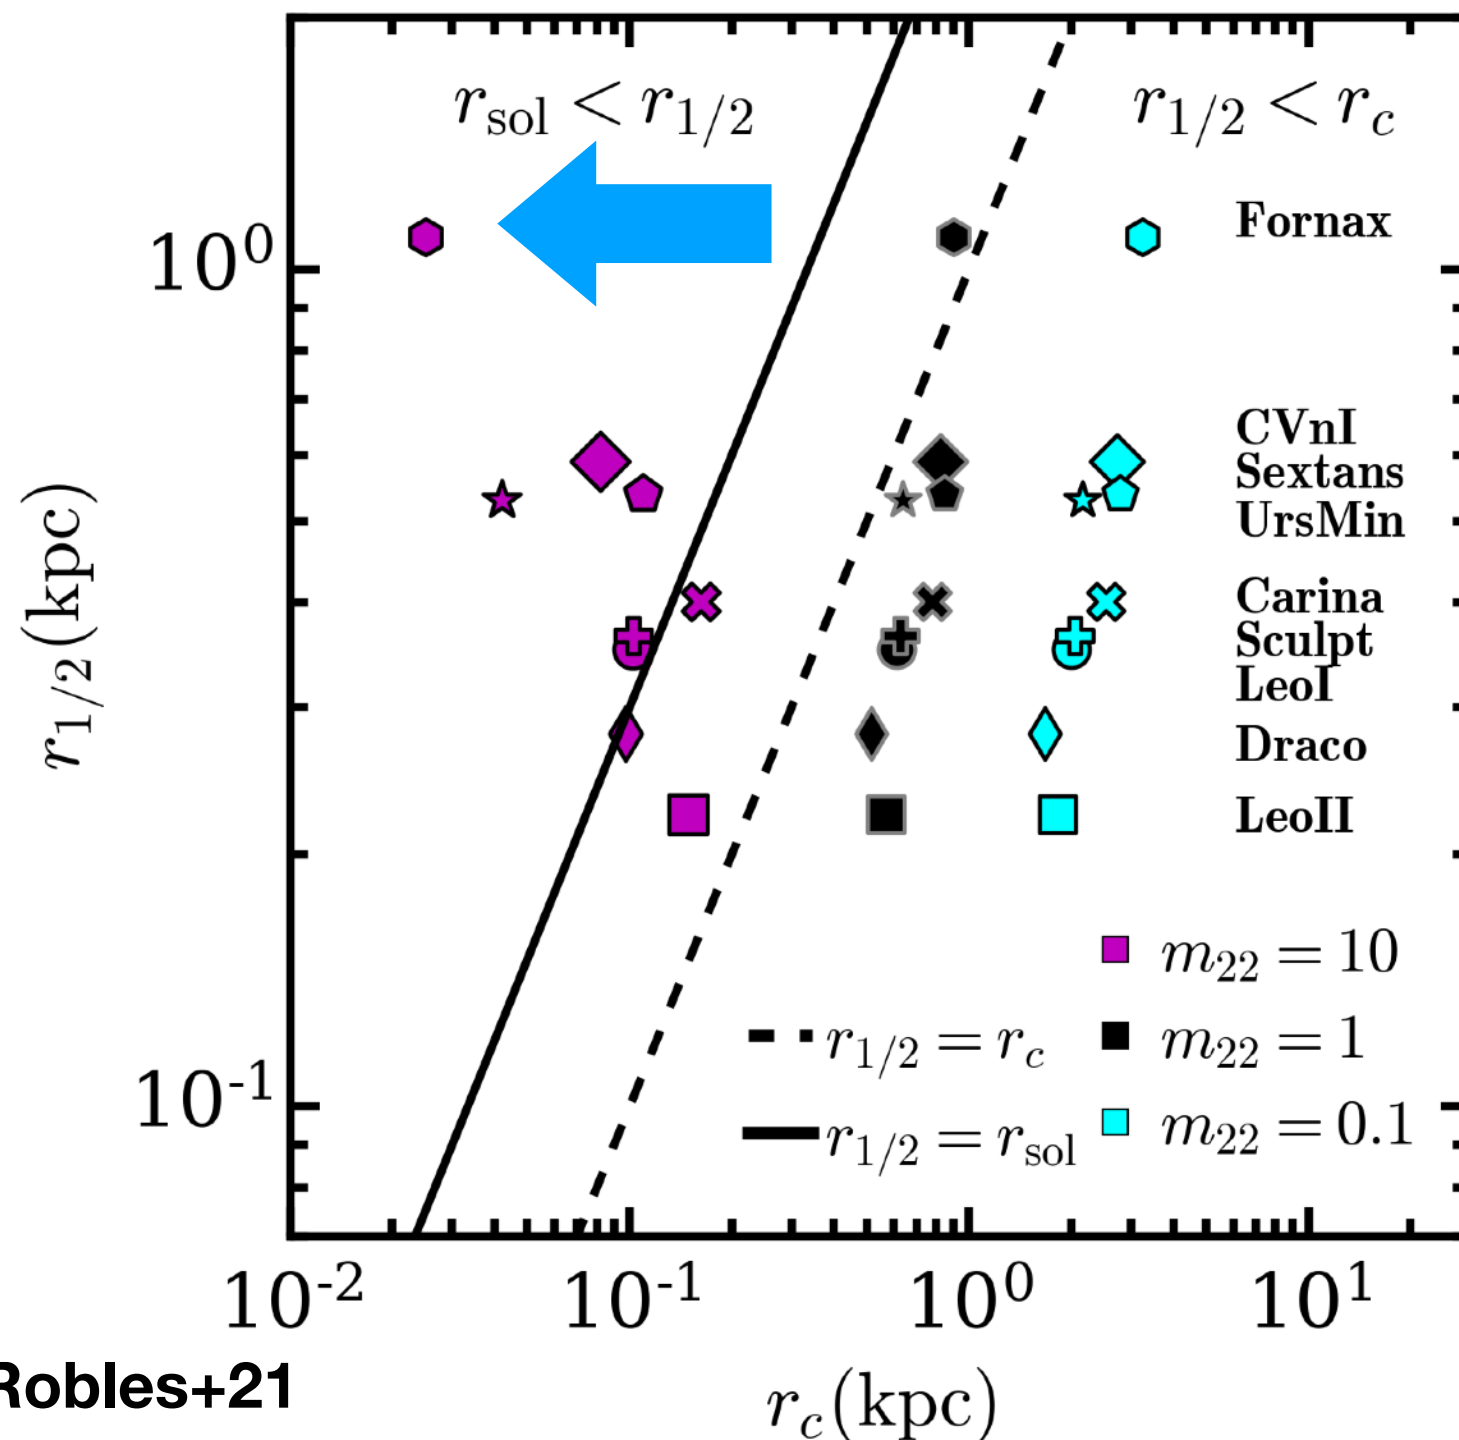 r_sol < r_1/2
r_1/2 < r_c
Fornax
10^0
CVnI
Sextans
UrsMin
r_1/2(kpc)
Carina
Sculpt
LeoI
Draco
LeoII
m_22 = 10
r_1/2 = r_c
m_22 = 1
10^-1
r_1/2 = r_sol
m_22 = 0.1
10^-2
10^-1
10^0
10^1
Robles+21
r_c(kpc)